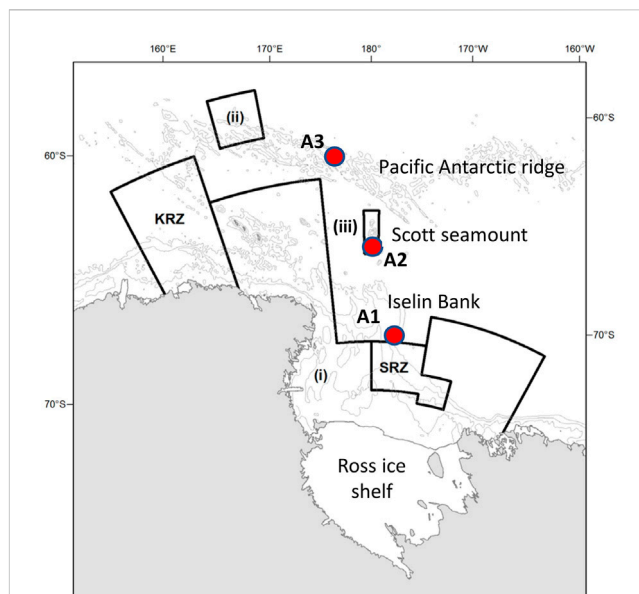 160°E 170°E 180° 170°W 160°W
60°S
(ii)
A3
60°S
Pacific Antarctic ridge
KRZ
(iii)
Scott seamount
A2
Iselin Bank
A1
70°S
SRZ
(i)
70°S
Ross ice
shelf